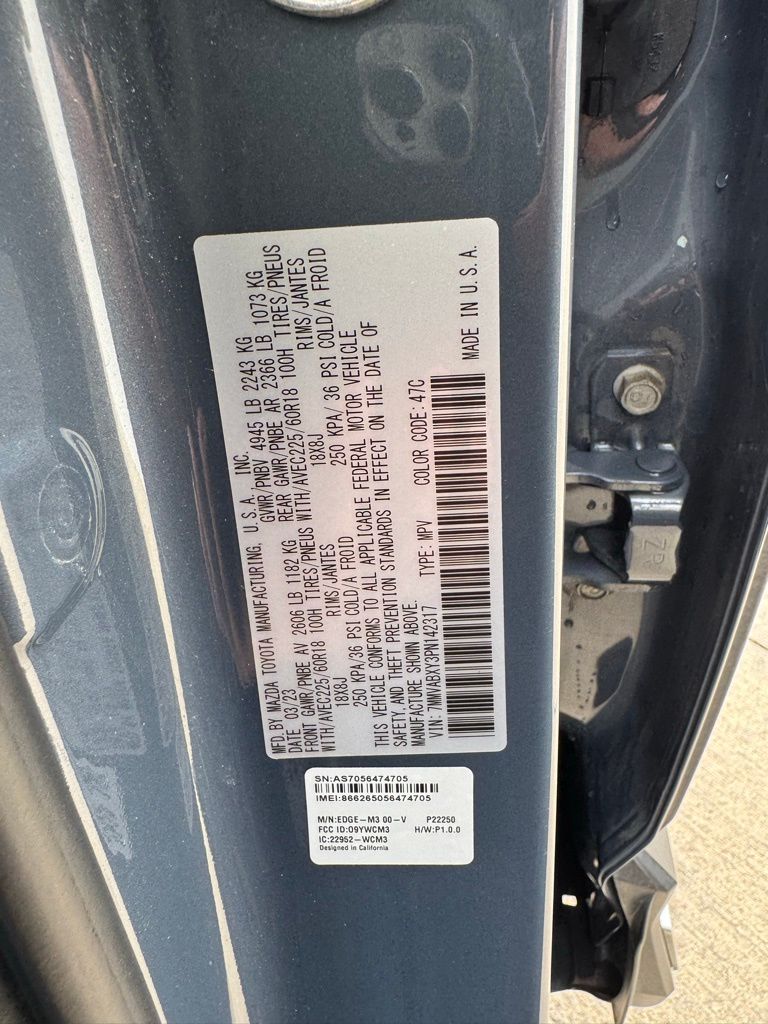 MFD.BY MAZDA TOYOTA MANUFACTURING, U.S.A, INC.
DATE 03/23 GVWR/PNBV 4945 LB 2243 KG
FRONT GAWR/PNBE AV 2606 LB 1182 KG REAR GAWR/PNBE AR 2366 LB 1073 KG
WITH/AVEC225/60R18 100H TIRES/PNEUS WITH/AVEC225/60R18 100H TIRES/PNEUS
18X8J RIMS/JANTES 18X8J RIMS/JANTES
250 KPA/36 PSI COLD/A FROID 250 KPA/ 36 PSI COLD/A FROID
THIS VEHICLE CONFORMS TO ALL APPLICABLE FEDERAL MOTOR VEHICLE
SAFETY AND THEFT PREVENTION STANDARDS IN EFFECT ON THE DATE OF
MANUFACTURE SHOWN ABOVE.
VIN: 7MMVABXY3PN142317 TYPE: MPV COLOR CODE: 47C
MADE IN U.S.A.
SN:AS7056474705
IMEI:866265056474705
M/N:EDGE-M3 00-V P22250
FCC ID:O9YWCM3 H/W:P1.0.0
IC:22952-WCM3
Designed in California